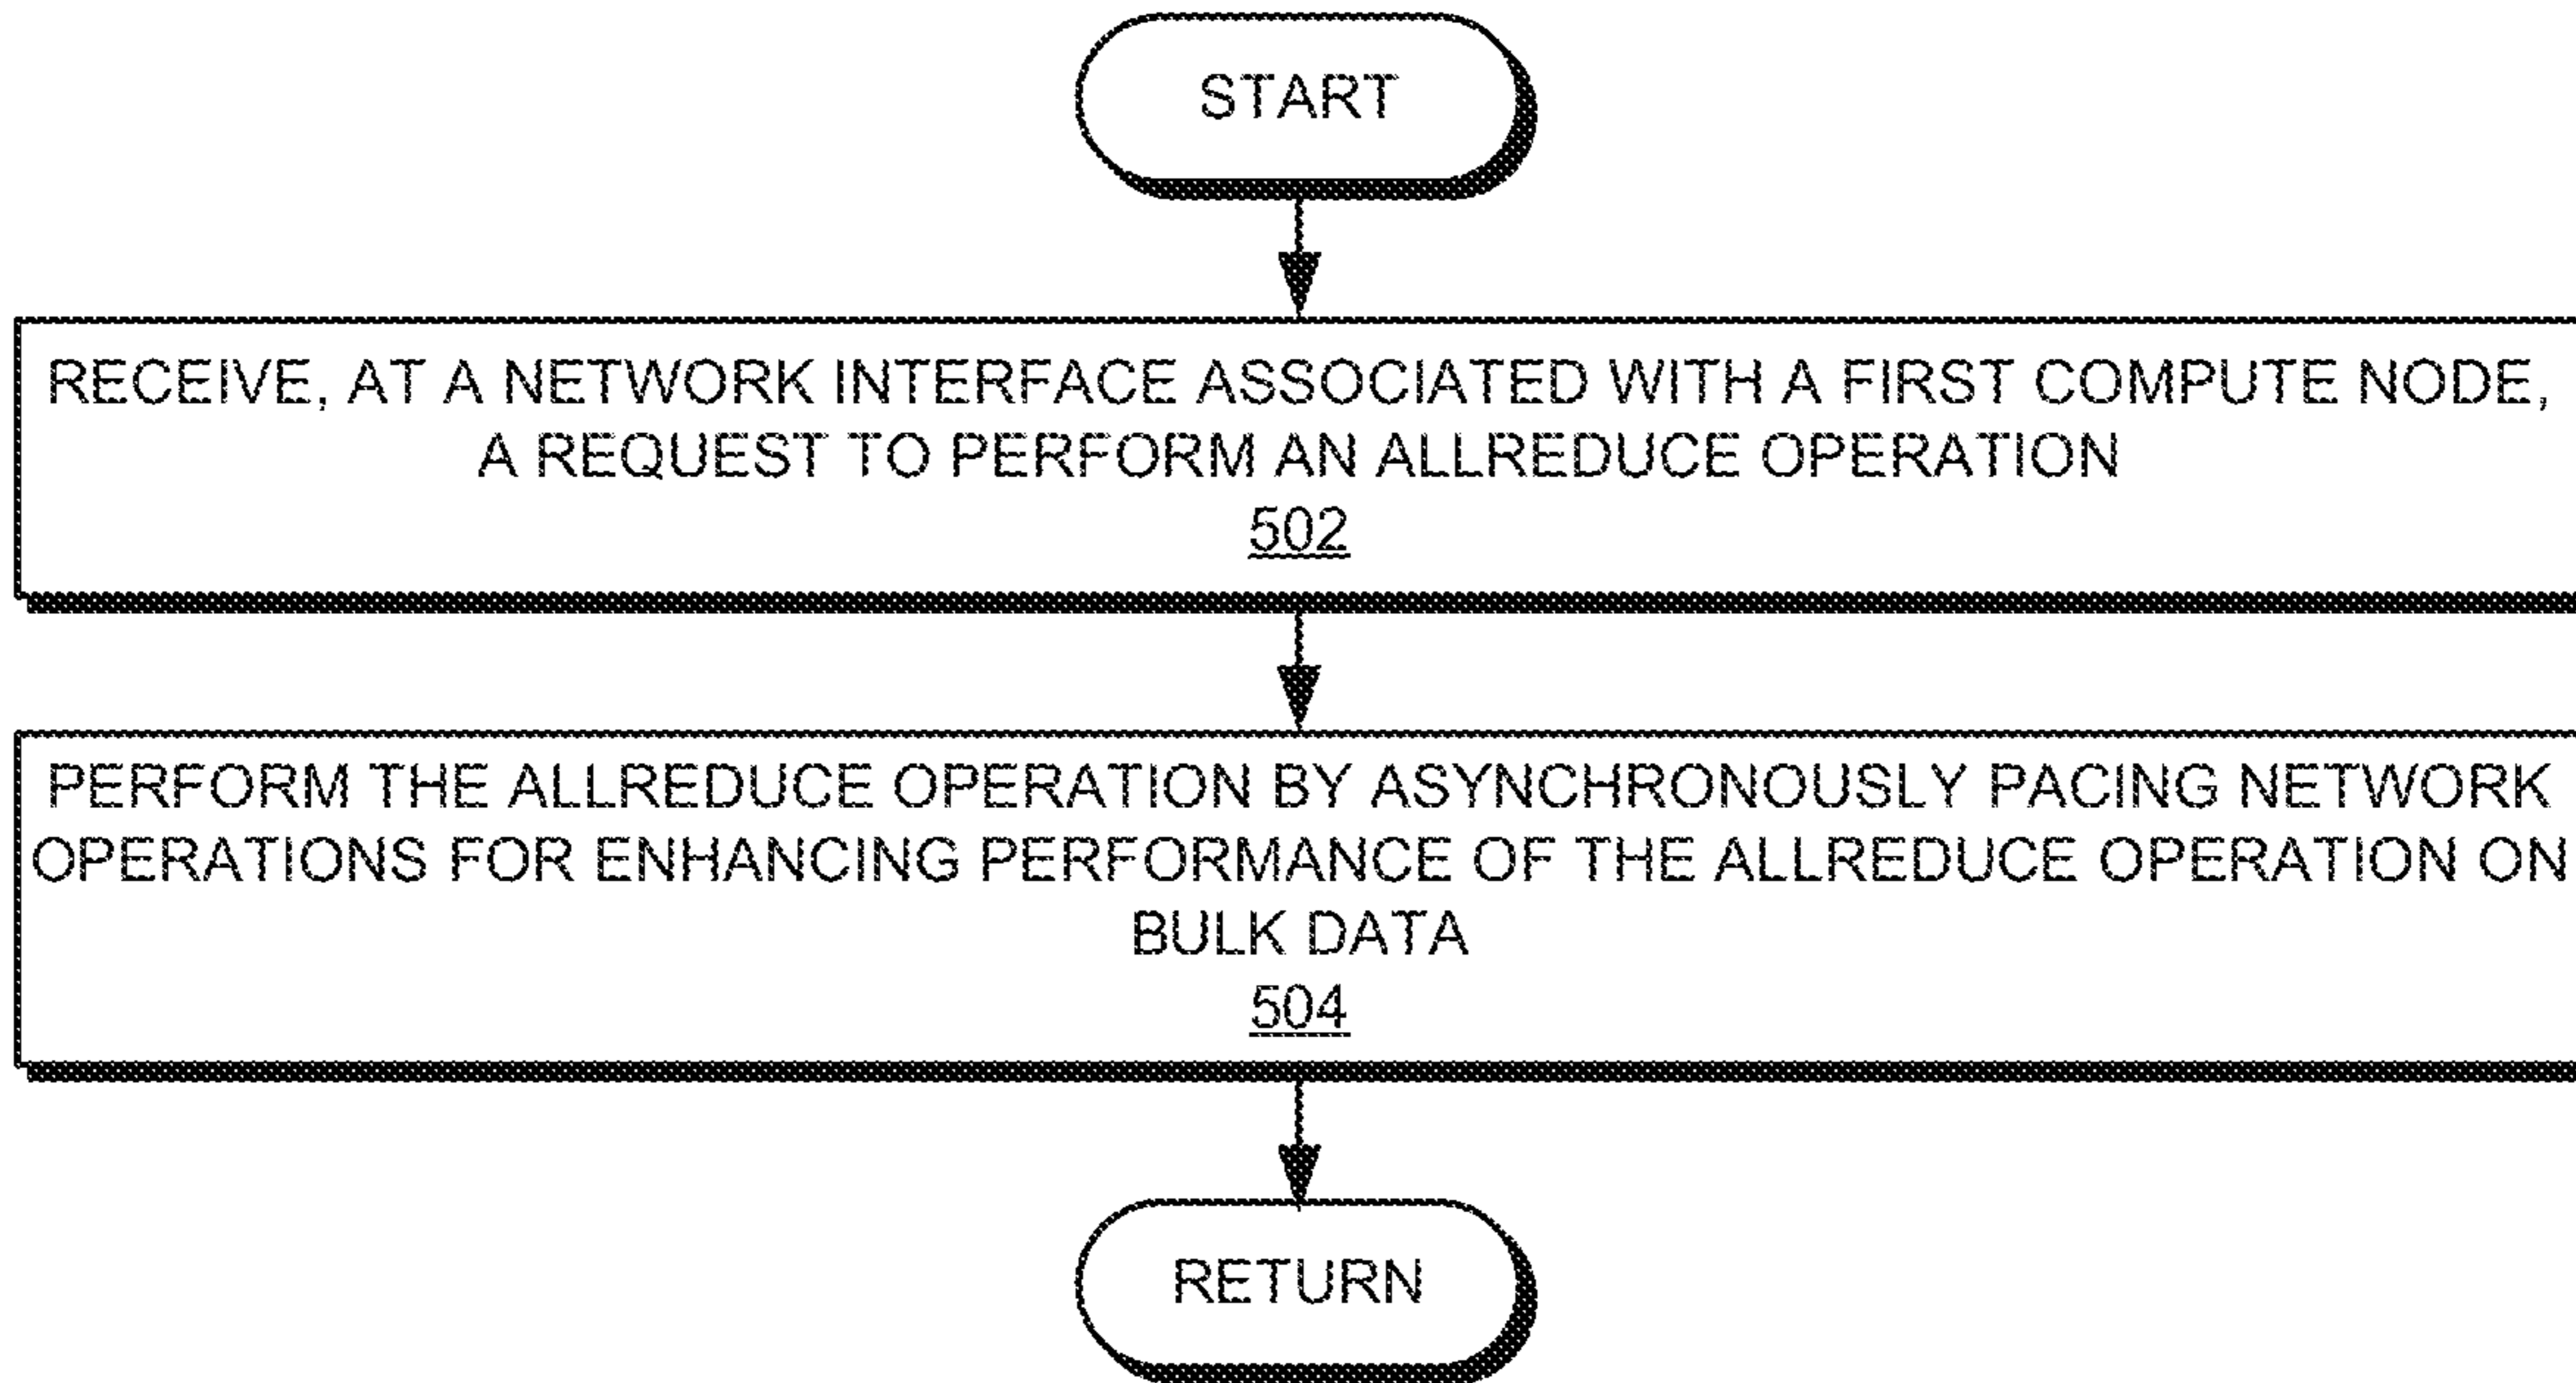 START
RECEIVE, AT A NETWORK INTERFACE ASSOCIATED WITH A FIRST COMPUTE NODE,
A REQUEST TO PERFORM AN ALLREDUCE OPERATION
502
PERFORM THE ALLREDUCE OPERATION BY ASYNCHRONOUSLY PACING NETWORK
OPERATIONS FOR ENHANCING PERFORMANCE OF THE ALLREDUCE OPERATION ON
BULK DATA
504
RETURN